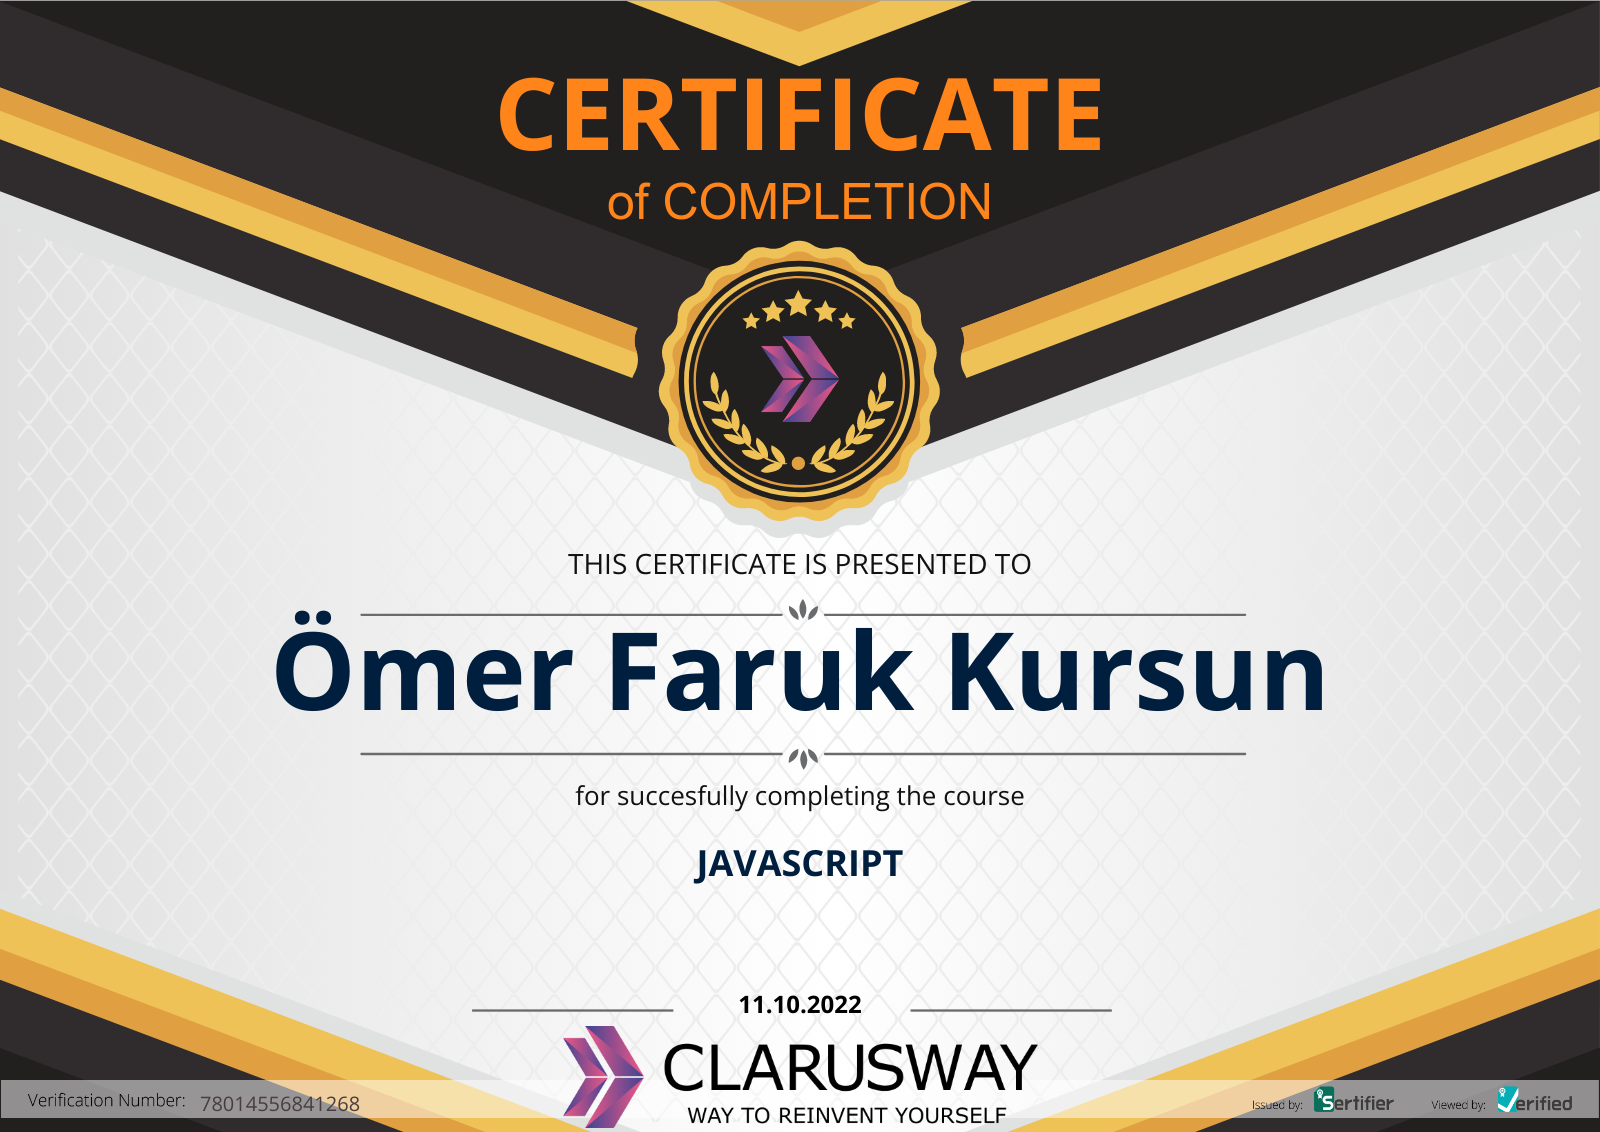 CERTIFICATE
of COMPLETION
THIS CERTIFICATE IS PRESENTED TO
Ömer Faruk Kursun
for succesfully completing the course
JAVASCRIPT
11.10.2022
CLARUSWAY
WAY TO REINVENT YOURSELF
Verification Number: 78014556841268
Issued by: Sertifier
Viewed by: Verified